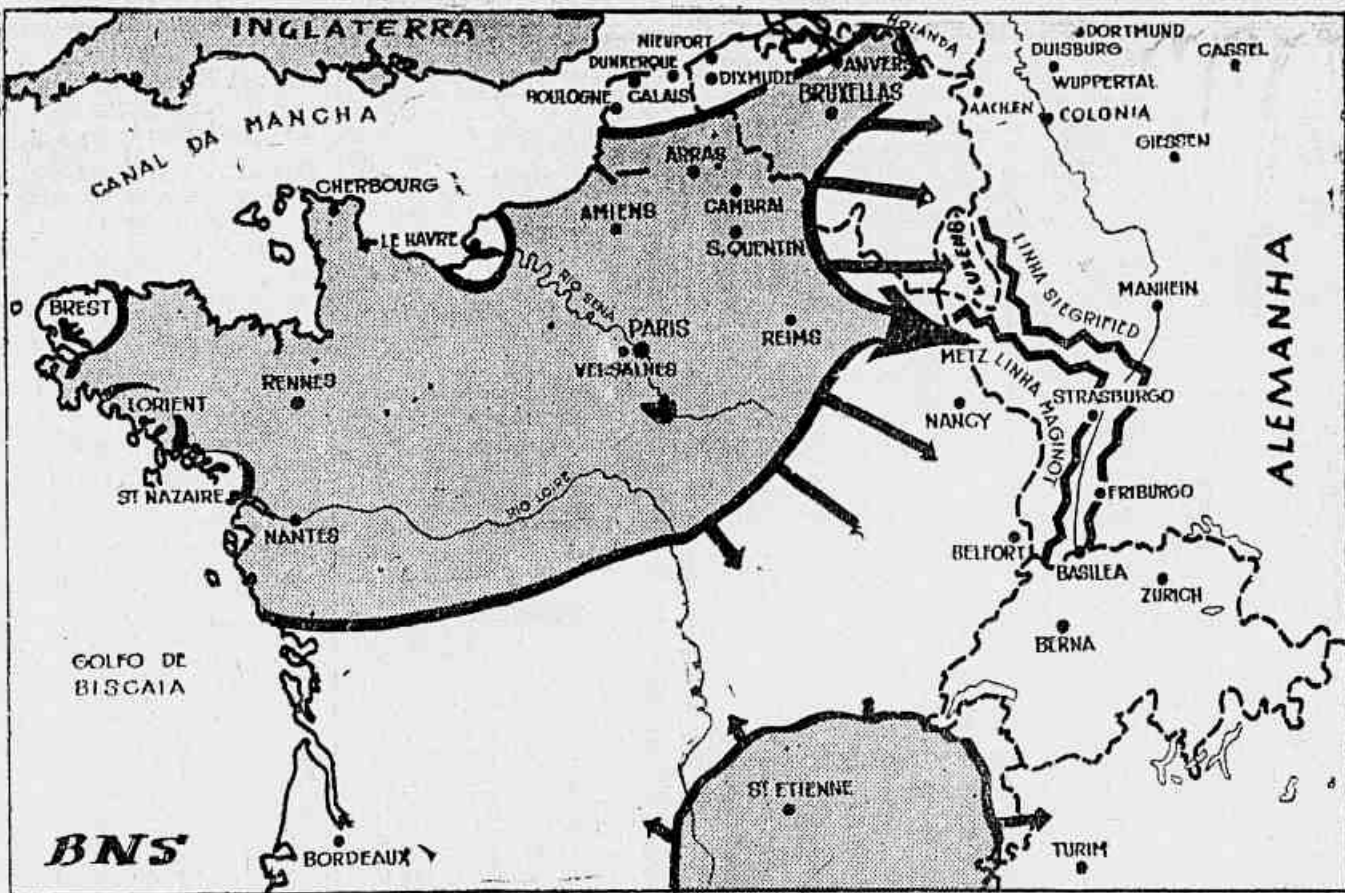 INGLATERRA
HOLANDA
DORTMUND
DUISBURG
CASSEL
NIEUPORT
DUNKERQUE
DIXMUDE
ANVERS
WUPPERTAL
BOULOGNE
CALAIS
BRUXELLAS
AACHEN
COLONIA
CANAL DA MANCHA
GIESSEN
ARRAS
CHERBOURG
AMIENS
CAMBRAI
LE HAVRE
S. QUENTIN
LUXENBG)
LINHA SIEGRIFIED
ALEMANHA
RIO SENA
MANHEIN
BREST
PARIS
REIMS
VERSALHES
METZ
LINHA MAGINOT
RENNES
NANCY
STRASBURGO
LORIENT
ST NAZAIRE
RIO LOIRE
FRIBURGO
NANTES
BELFORT
BASILEA
ZURICH
BERNA
GOLFO DE
BISCAIA
ST ETIENNE
BNS
BORDEAUX
TURIM